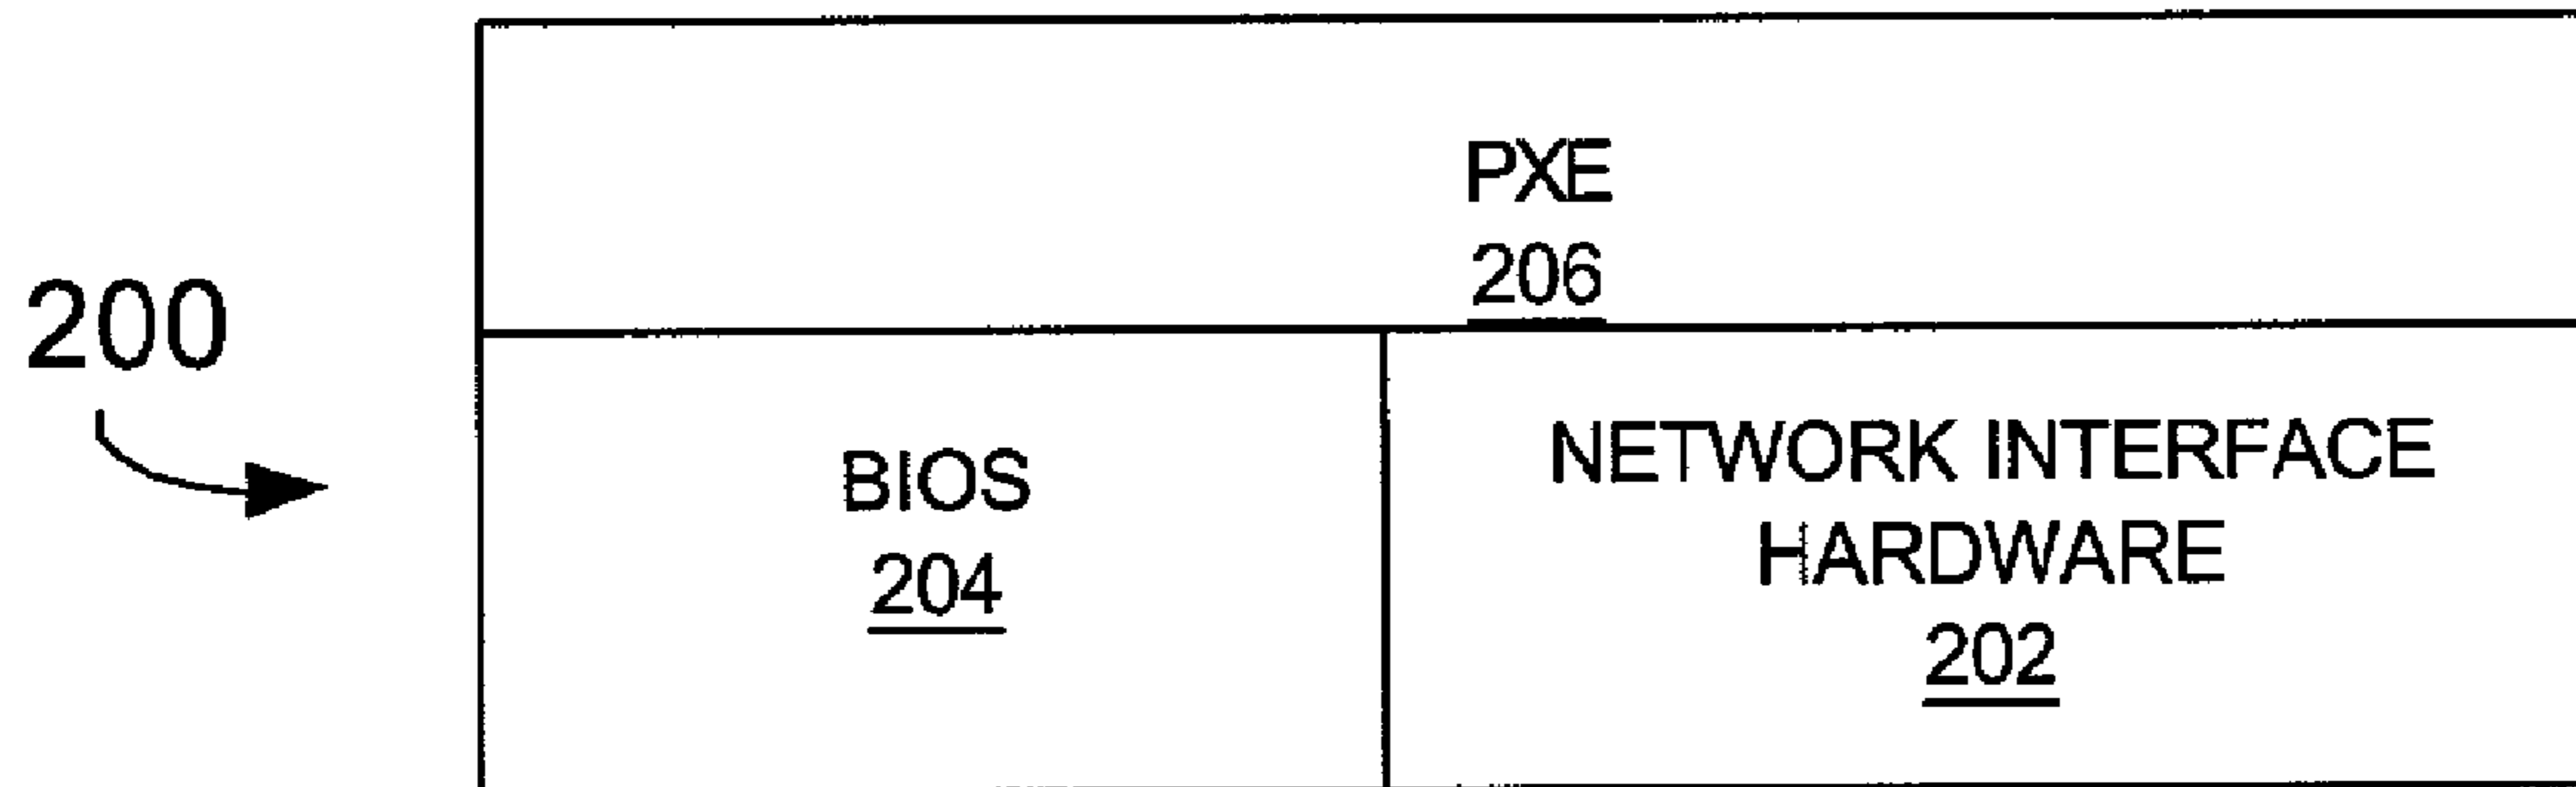 PXE
206
200
BIOS
204
NETWORK INTERFACE
HARDWARE
202